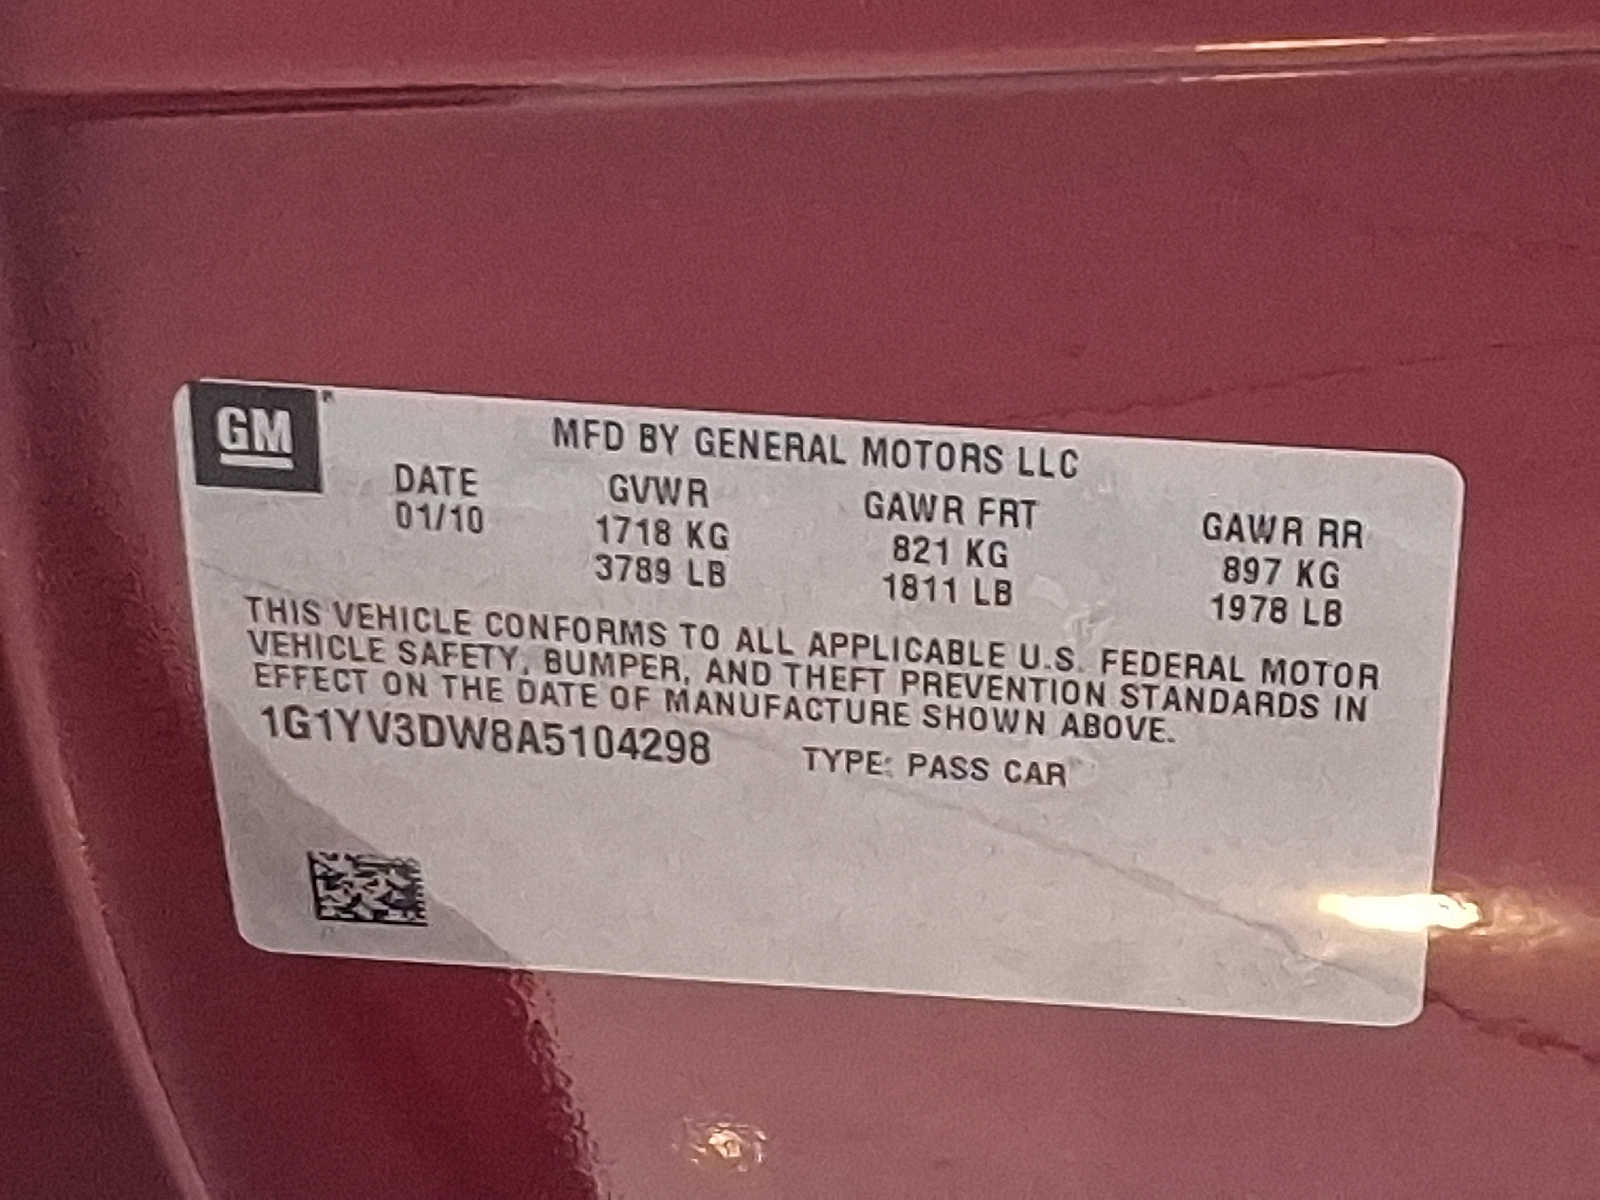 GM
MFD BY GENERAL MOTORS LLC
DATE GVWR GAWR FRT GAWR RR
01/10 1718 KG 821 KG 897 KG
3789 LB 1811 LB 1978 LB
THIS VEHICLE CONFORMS TO ALL APPLICABLE U.S. FEDERAL MOTOR
VEHICLE SAFETY, BUMPER, AND THEFT PREVENTION STANDARDS IN
EFFECT ON THE DATE OF MANUFACTURE SHOWN ABOVE.
1G1YV3DW8A5104298 TYPE: PASS CAR